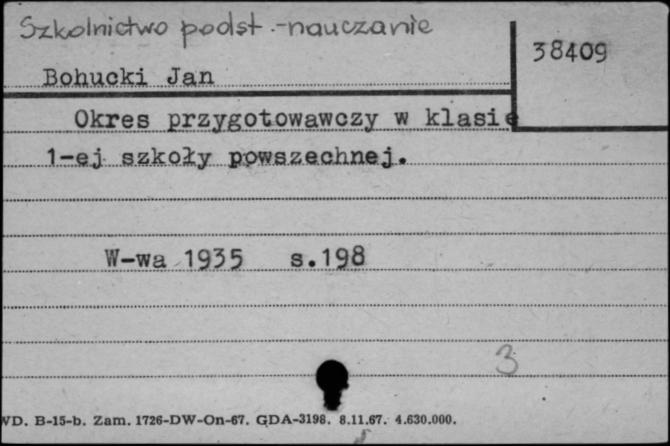 Szkolnictwo podst.-nauczanie
38409
Bohucki Jan
Okres przygotowawczy w klasie
1-ej szkoły powszechnej.
W-wa 1935 s.198
3
WD. B-15-b. Zam. 1726-DW-On-67. GDA-3198. 8.11.67. 4.630.000.